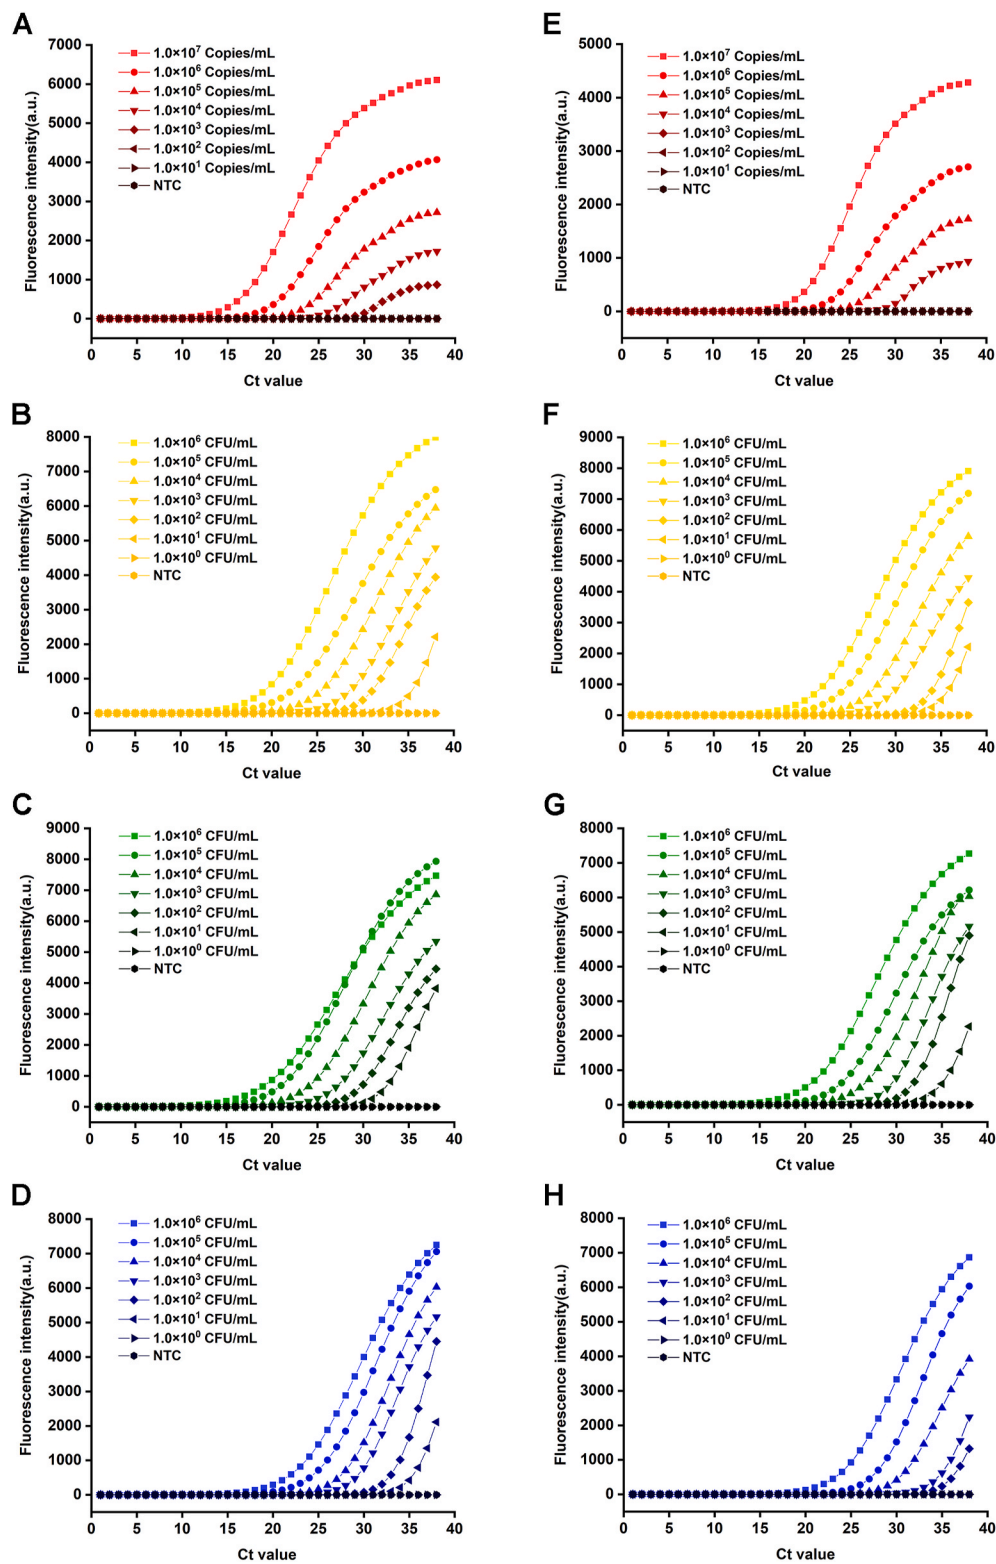 A
7000
6000
5000
4000
3000
2000
1000
0
Fluorescence intensity(a.u.)
1.0×10⁷ Copies/mL
1.0×10⁶ Copies/mL
1.0×10⁵ Copies/mL
1.0×10⁴ Copies/mL
1.0×10³ Copies/mL
1.0×10² Copies/mL
1.0×10¹ Copies/mL
NTC
0 5 10 15 20 25 30 35 40
Ct value
E
5000
4000
3000
2000
1000
0
Fluorescence intensity(a.u.)
1.0×10⁷ Copies/mL
1.0×10⁶ Copies/mL
1.0×10⁵ Copies/mL
1.0×10⁴ Copies/mL
1.0×10³ Copies/mL
1.0×10² Copies/mL
1.0×10¹ Copies/mL
NTC
0 5 10 15 20 25 30 35 40
Ct value
B
8000
7000
6000
5000
4000
3000
2000
1000
0
Fluorescence intensity(a.u.)
1.0×10⁶ CFU/mL
1.0×10⁵ CFU/mL
1.0×10⁴ CFU/mL
1.0×10³ CFU/mL
1.0×10² CFU/mL
1.0×10¹ CFU/mL
1.0×10⁰ CFU/mL
NTC
0 5 10 15 20 25 30 35 40
Ct value
F
9000
8000
7000
6000
5000
4000
3000
2000
1000
0
Fluorescence intensity(a.u.)
1.0×10⁶ CFU/mL
1.0×10⁵ CFU/mL
1.0×10⁴ CFU/mL
1.0×10³ CFU/mL
1.0×10² CFU/mL
1.0×10¹ CFU/mL
1.0×10⁰ CFU/mL
NTC
0 5 10 15 20 25 30 35 40
Ct value
C
9000
8000
7000
6000
5000
4000
3000
2000
1000
0
Fluorescence intensity(a.u.)
1.0×10⁶ CFU/mL
1.0×10⁵ CFU/mL
1.0×10⁴ CFU/mL
1.0×10³ CFU/mL
1.0×10² CFU/mL
1.0×10¹ CFU/mL
1.0×10⁰ CFU/mL
NTC
0 5 10 15 20 25 30 35 40
Ct value
G
8000
7000
6000
5000
4000
3000
2000
1000
0
Fluorescence intensity(a.u.)
1.0×10⁶ CFU/mL
1.0×10⁵ CFU/mL
1.0×10⁴ CFU/mL
1.0×10³ CFU/mL
1.0×10² CFU/mL
1.0×10¹ CFU/mL
1.0×10⁰ CFU/mL
NTC
0 5 10 15 20 25 30 35 40
Ct value
D
8000
7000
6000
5000
4000
3000
2000
1000
0
Fluorescence intensity(a.u.)
1.0×10⁶ CFU/mL
1.0×10⁵ CFU/mL
1.0×10⁴ CFU/mL
1.0×10³ CFU/mL
1.0×10² CFU/mL
1.0×10¹ CFU/mL
1.0×10⁰ CFU/mL
NTC
0 5 10 15 20 25 30 35 40
Ct value
H
8000
7000
6000
5000
4000
3000
2000
1000
0
Fluorescence intensity(a.u.)
1.0×10⁶ CFU/mL
1.0×10⁵ CFU/mL
1.0×10⁴ CFU/mL
1.0×10³ CFU/mL
1.0×10² CFU/mL
1.0×10¹ CFU/mL
1.0×10⁰ CFU/mL
NTC
0 5 10 15 20 25 30 35 40
Ct value